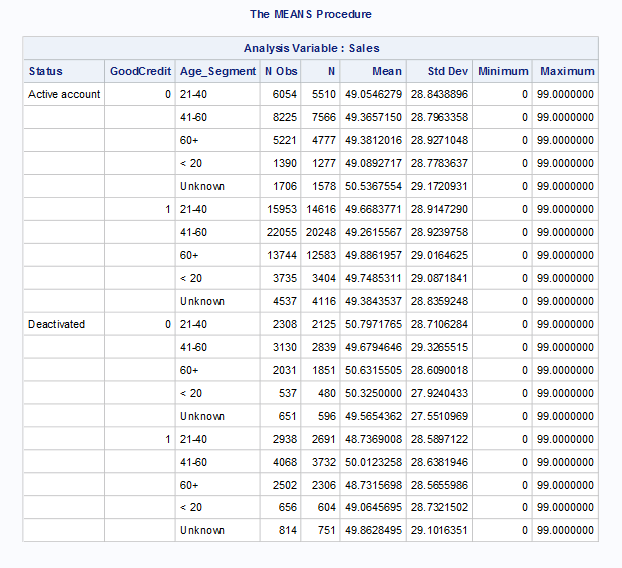 The MEANS Procedure
Analysis Variable : Sales
Status GoodCredit Age_Segment N Obs N Mean Std Dev Minimum Maximum
Active account 0 21-40 6054 5510 49.0546279 28.8438896 0 99.0000000
41-60 8225 7566 49.3657150 28.7963358 0 99.0000000
60+ 5221 4777 49.3812016 28.9271048 0 99.0000000
< 20 1390 1277 49.0892717 28.7783637 0 99.0000000
Unknown 1706 1578 50.5367554 29.1720931 0 99.0000000
1 21-40 15953 14616 49.6683771 28.9147290 0 99.0000000
41-60 22055 20248 49.2615567 28.9239758 0 99.0000000
60+ 13744 12583 49.8861957 29.0164625 0 99.0000000
< 20 3735 3404 49.7485311 29.0871841 0 99.0000000
Unknown 4537 4116 49.3843537 28.8359248 0 99.0000000
Deactivated 0 21-40 2308 2125 50.7971765 28.7106284 0 99.0000000
41-60 3130 2839 49.6794646 29.3265515 0 99.0000000
60+ 2031 1851 50.6315505 28.6090018 0 99.0000000
< 20 537 480 50.3250000 27.9240433 0 99.0000000
Unknown 651 596 49.5654362 27.5510969 0 99.0000000
1 21-40 2938 2691 48.7369008 28.5897122 0 99.0000000
41-60 4068 3732 50.0123258 28.6381946 0 99.0000000
60+ 2502 2306 48.7315698 28.5655986 0 99.0000000
< 20 656 604 49.0645695 28.7321502 0 99.0000000
Unknown 814 751 49.8628495 29.1016351 0 99.0000000